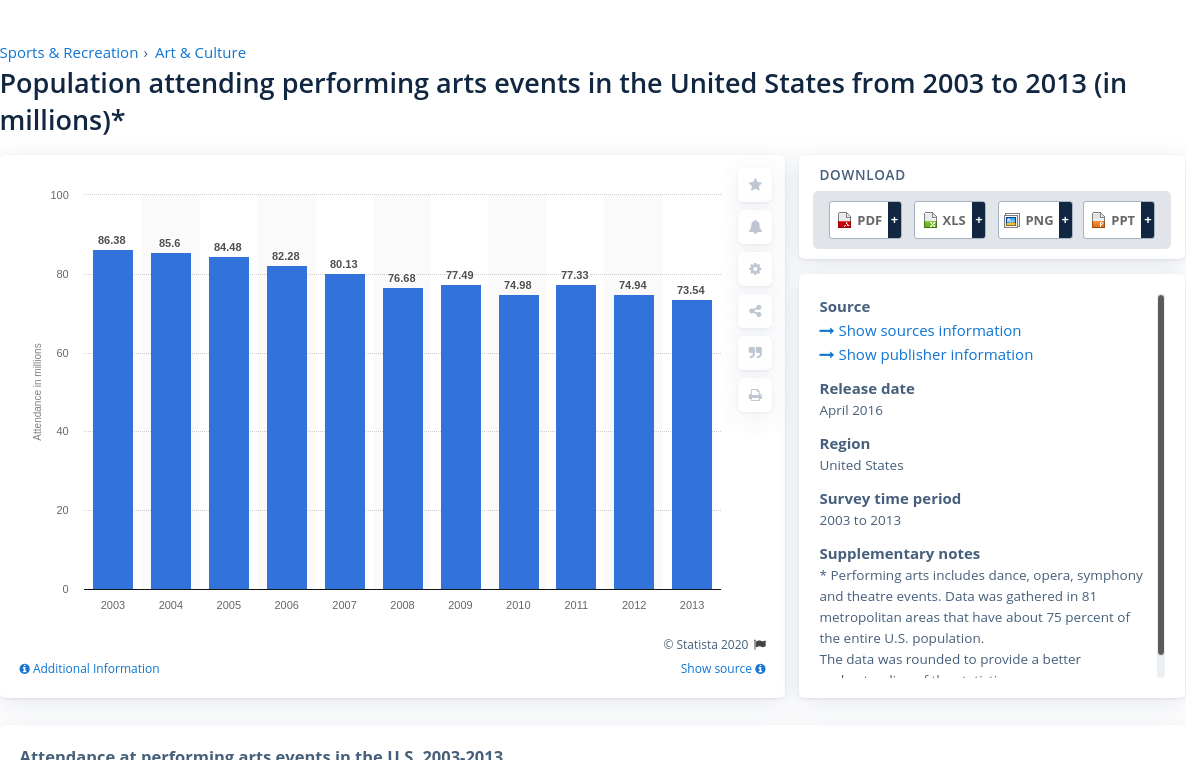 Sports & Recreation › Art & Culture
Population attending performing arts events in the United States from 2003 to 2013 (in
millions)*
100
80
60
40
20
0
Attendance in millions
86.38
85.6
84.48
82.28
80.13
76.68
77.49
74.98
77.33
74.94
73.54
2003
2004
2005
2006
2007
2008
2009
2010
2011
2012
2013
© Statista 2020
Additional Information
Show source
DOWNLOAD
PDF + XLS + PNG + PPT +
Source
Show sources information
Show publisher information
Release date
April 2016
Region
United States
Survey time period
2003 to 2013
Supplementary notes
* Performing arts includes dance, opera, symphony
and theatre events. Data was gathered in 81
metropolitan areas that have about 75 percent of
the entire U.S. population.
The data was rounded to provide a better
Attendance at performing arts events in the U.S. 2003-2013